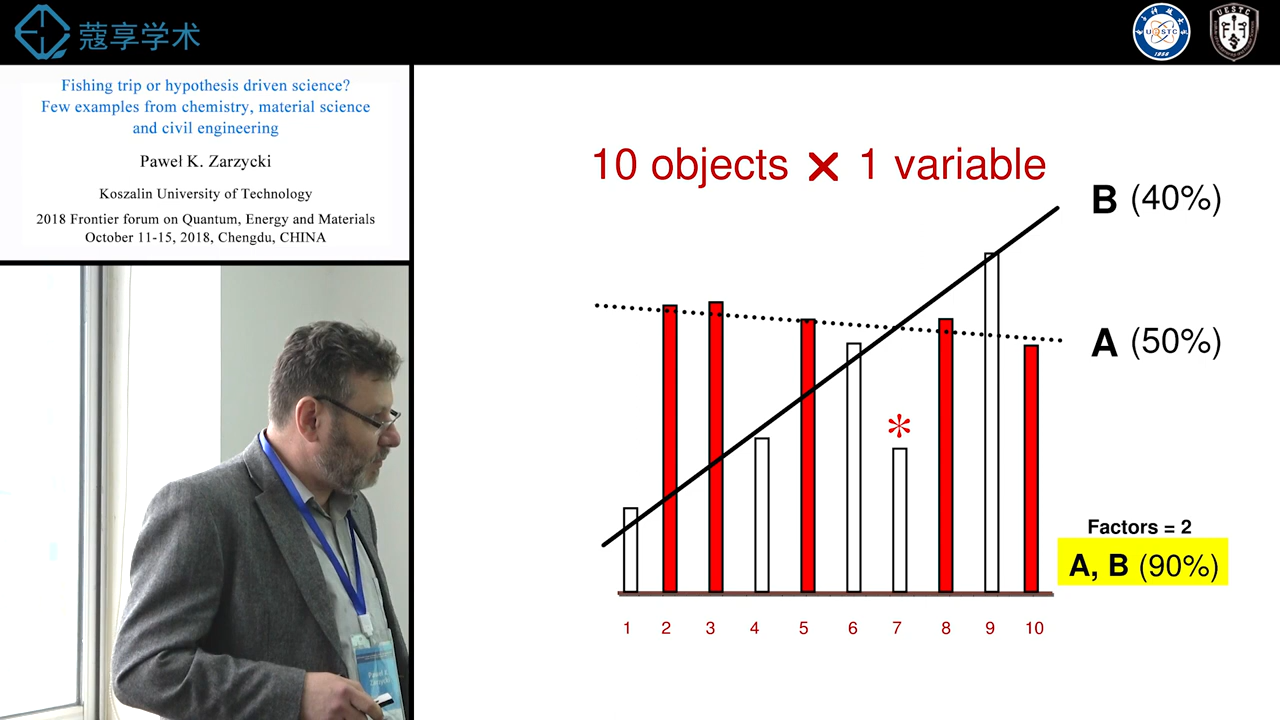 蔻享学术
UESTC
Fishing trip or hypothesis driven science?
Few examples from chemistry, material science
and civil engineering
Paweł K. Zarzycki
Koszalin University of Technology
2018 Frontier forum on Quantum, Energy and Materials
October 11-15, 2018, Chengdu, CHINA
10 objects × 1 variable
B (40%)
A (50%)
*
Factors = 2
A, B (90%)
1 2 3 4 5 6 7 8 9 10
Paweł K.
Zarzycki